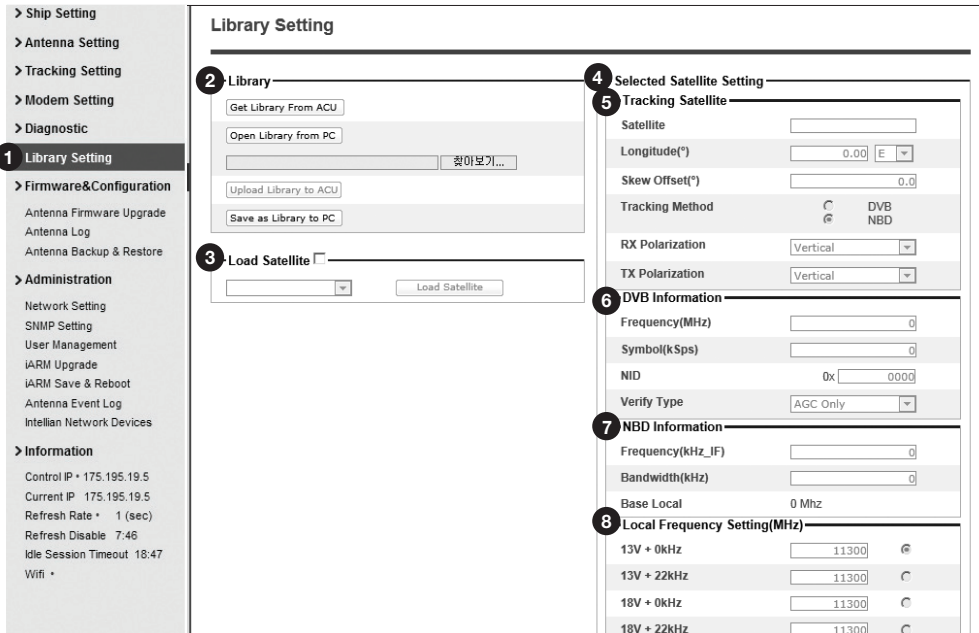 > Ship Setting
> Antenna Setting
> Tracking Setting
> Modem Setting
> Diagnostic
1 Library Setting
> Firmware&Configuration
Antenna Firmware Upgrade
Antenna Log
Antenna Backup & Restore
> Administration
Network Setting
SNMP Setting
User Management
iARM Upgrade
iARM Save & Reboot
Antenna Event Log
Intellian Network Devices
> Information
Control IP • 175.195.19.5
Current IP 175.195.19.5
Refresh Rate • 1 (sec)
Refresh Disable 7:46
Idle Session Timeout 18:47
Wifi •
Library Setting
2 Library
Get Library From ACU
Open Library from PC
찾아보기...
Upload Library to ACU
Save as Library to PC
3 Load Satellite
Load Satellite
4 Selected Satellite Setting
5 Tracking Satellite
Satellite
Longitude(°) 0.00 E
Skew Offset(°) 0.0
Tracking Method DVB
NBD
RX Polarization Vertical
TX Polarization Vertical
6 DVB Information
Frequency(MHz) 0
Symbol(kSps) 0
NID 0x 0000
Verify Type AGC Only
7 NBD Information
Frequency(kHz_IF) 0
Bandwidth(kHz) 0
Base Local 0 Mhz
8 Local Frequency Setting(MHz)
13V + 0kHz 11300
13V + 22kHz 11300
18V + 0kHz 11300
18V + 22kHz 11300